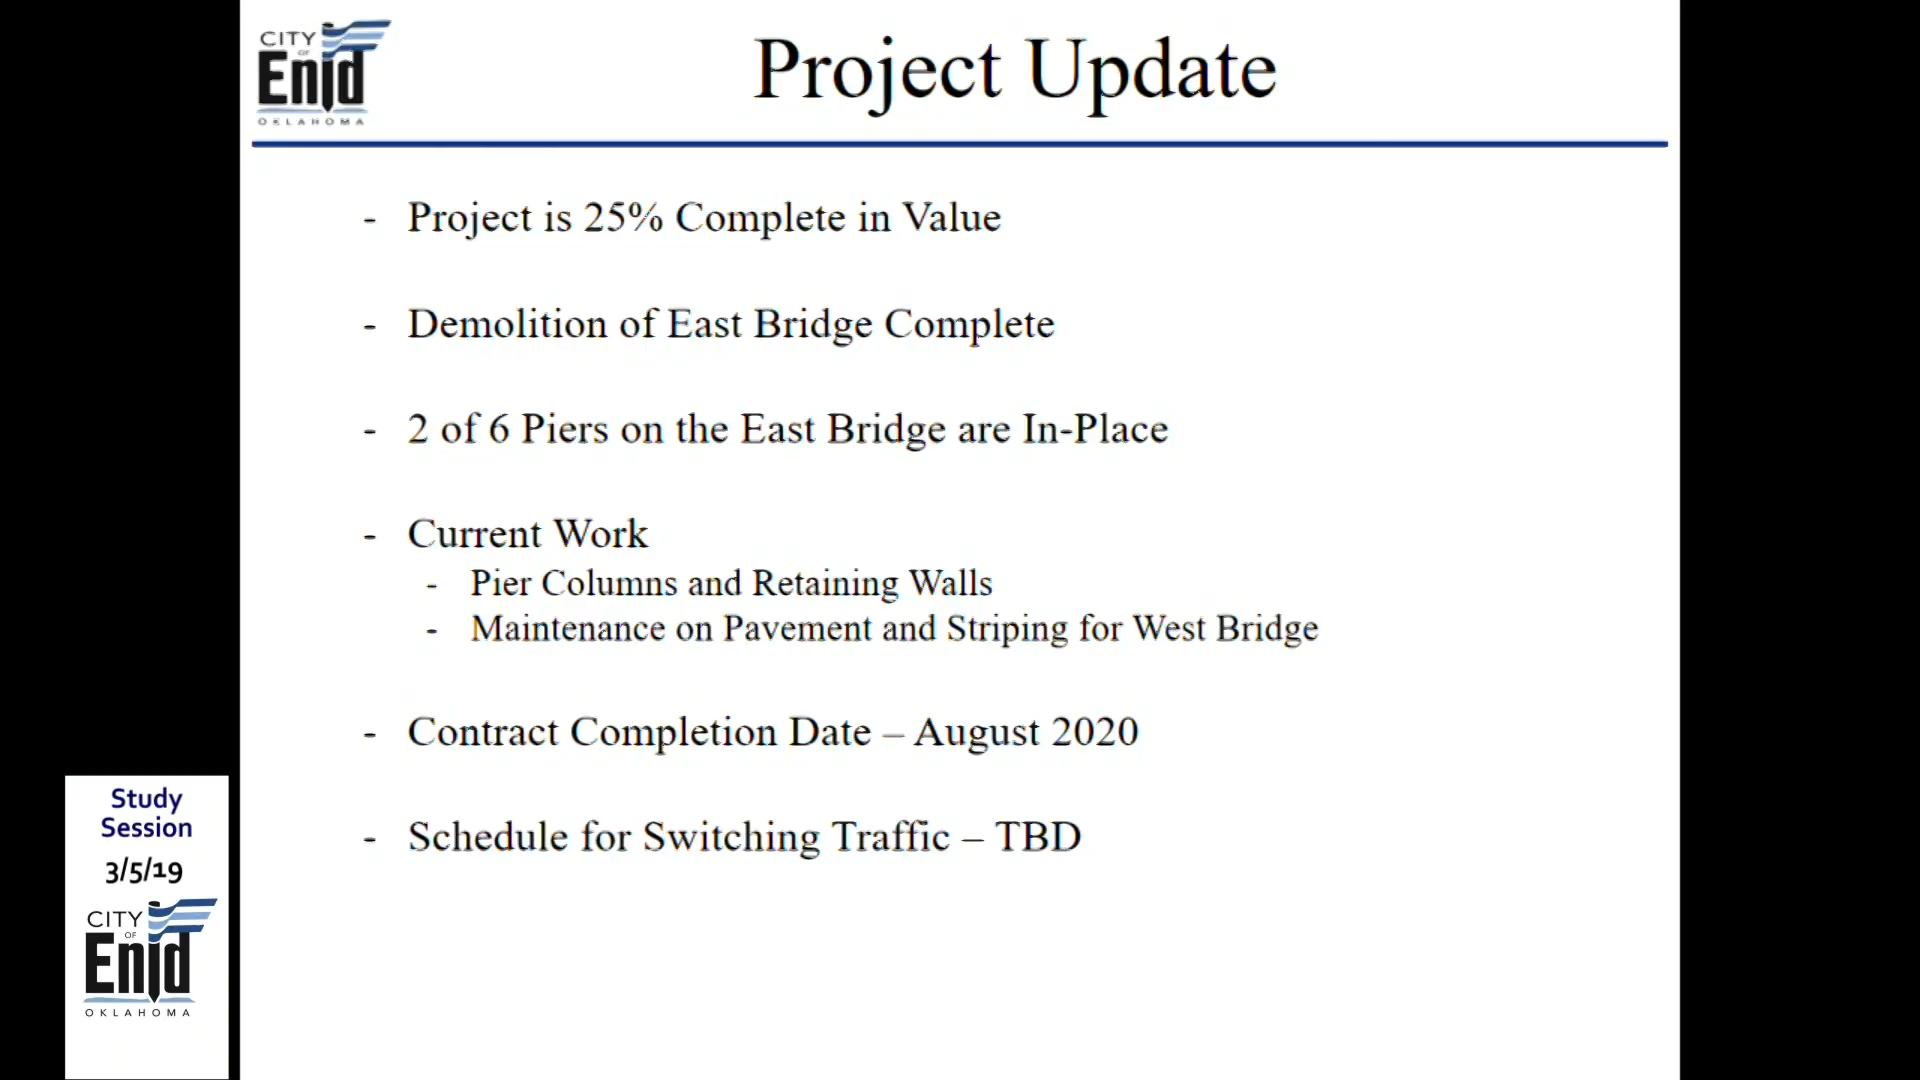 CITY
OF
Enid
OKLAHOMA
Project Update
- Project is 25% Complete in Value
- Demolition of East Bridge Complete
- 2 of 6 Piers on the East Bridge are In-Place
- Current Work
- Pier Columns and Retaining Walls
- Maintenance on Pavement and Striping for West Bridge
- Contract Completion Date – August 2020
- Schedule for Switching Traffic – TBD
Study
Session
3/5/19
CITY
OF
Enid
OKLAHOMA